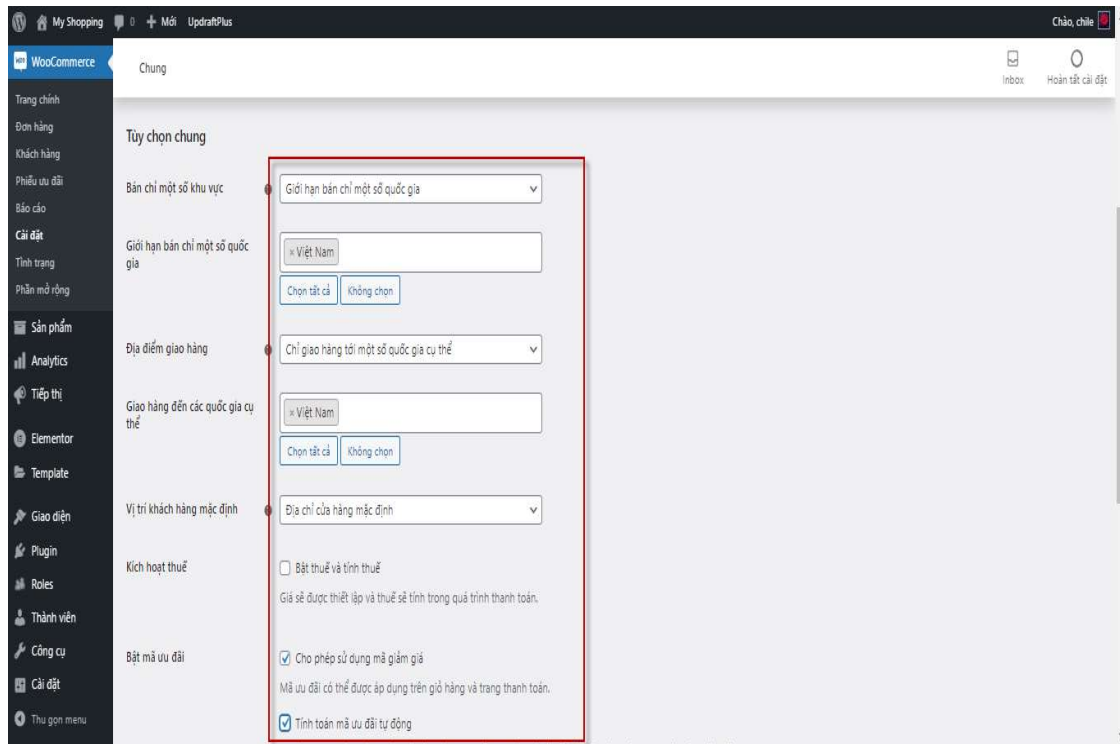 My Shopping 0 + Mới UpdraftPlus Chào, chile
WooCommerce
Trang chính
Đơn hàng
Khách hàng
Phiếu ưu đãi
Báo cáo
Cài đặt
Tình trạng
Phần mở rộng
Sản phẩm
Analytics
Tiếp thị
Elementor
Template
Giao diện
Plugin
Roles
Thành viên
Công cụ
Cài đặt
Thu gọn menu
Chung
Inbox
Hoàn tất cài đặt
Tùy chọn chung
Bán chỉ một số khu vực
Giới hạn bán chỉ một số quốc gia
Giới hạn bán chỉ một số quốc
gia
× Việt Nam
Chọn tất cả Không chọn
Địa điểm giao hàng
Chỉ giao hàng tới một số quốc gia cụ thể
Giao hàng đến các quốc gia cụ
thể
× Việt Nam
Chọn tất cả Không chọn
Vị trí khách hàng mặc định
Địa chỉ cửa hàng mặc định
Kích hoạt thuế
Bật thuế và tính thuế
Giá sẽ được thiết lập và thuế sẽ tính trong quá trình thanh toán.
Bật mã ưu đãi
Cho phép sử dụng mã giảm giá
Mã ưu đãi có thể được áp dụng trên giỏ hàng và trang thanh toán.
Tính toán mã ưu đãi tự động